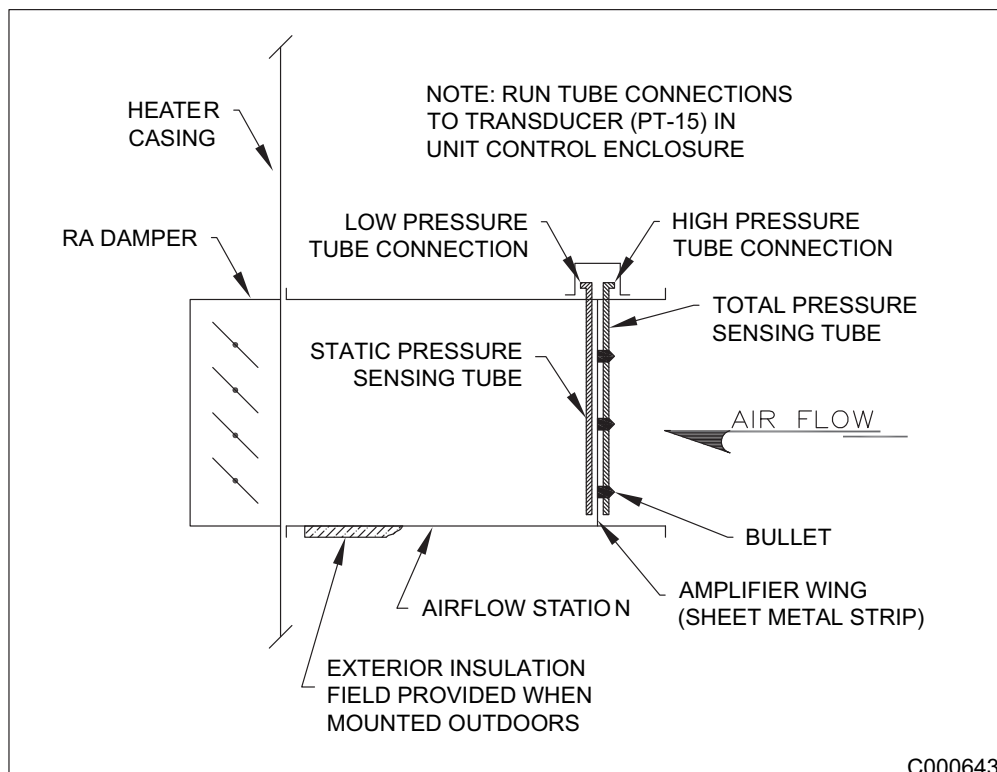 NOTE: RUN TUBE CONNECTIONS
TO TRANSDUCER (PT-15) IN
UNIT CONTROL ENCLOSURE
HEATER
CASING
RA DAMPER
LOW PRESSURE
TUBE CONNECTION
HIGH PRESSURE
TUBE CONNECTION
TOTAL PRESSURE
SENSING TUBE
STATIC PRESSURE
SENSING TUBE
AIR FLOW
BULLET
AMPLIFIER WING
(SHEET METAL STRIP)
AIRFLOW STATION
EXTERIOR INSULATION
FIELD PROVIDED WHEN
MOUNTED OUTDOORS
C000643